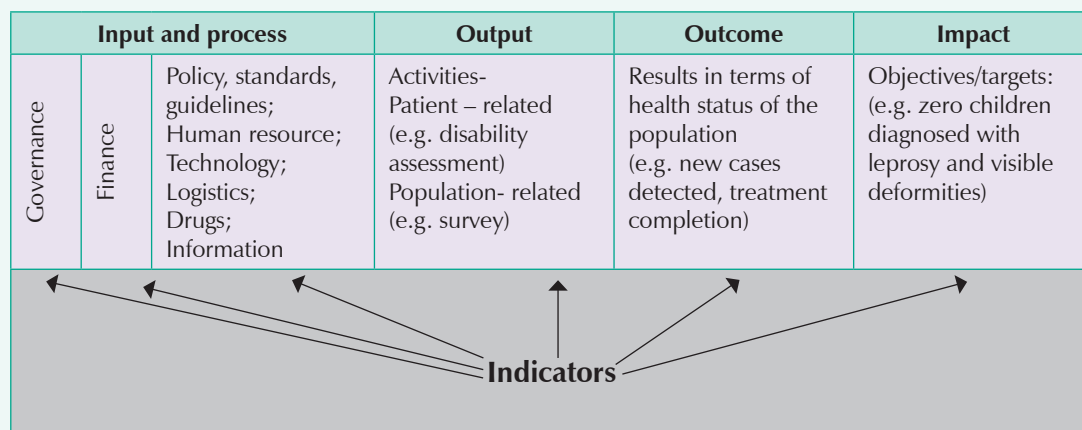 Input and process
Output
Outcome
Impact
Governance
Finance
Policy, standards,
guidelines;
Human resource;
Technology;
Logistics;
Drugs;
Information
Activities-
Patient – related
(e.g. disability
assessment)
Population- related
(e.g. survey)
Results in terms of
health status of the
population
(e.g. new cases
detected, treatment
completion)
Objectives/targets:
(e.g. zero children
diagnosed with
leprosy and visible
deformities)
Indicators